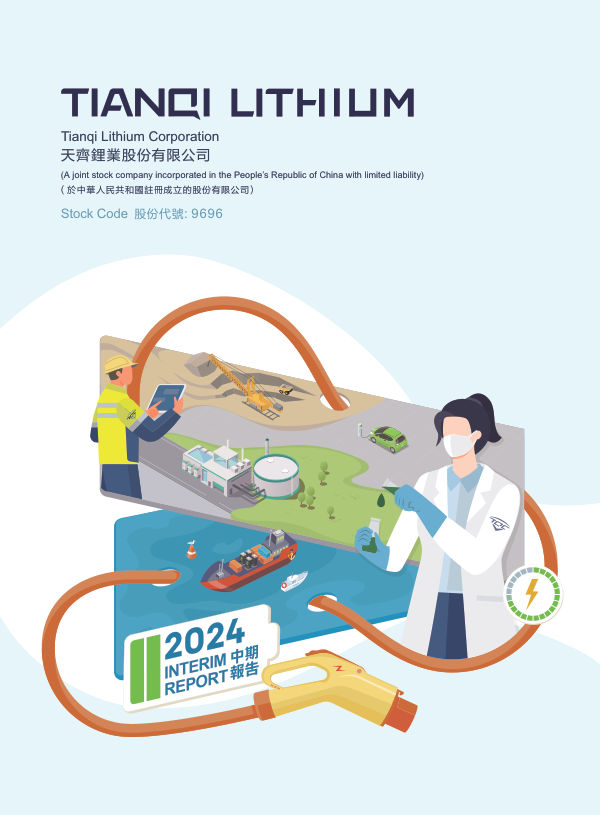 TIANQI LITHIUM
Tianqi Lithium Corporation
天齊鋰業股份有限公司
(A joint stock company incorporated in the People's Republic of China with limited liability)
(於中華人民共和國註冊成立的股份有限公司)
Stock Code 股份代號: 9696
2024
INTERIM 中期
REPORT 報告